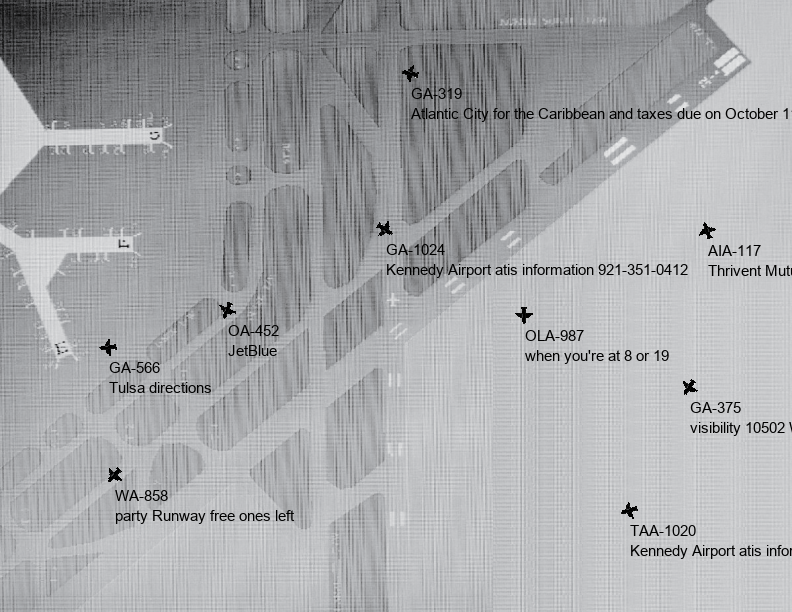 GA-319
Atlantic City for the Caribbean and taxes due on October 1
GA-1024
Kennedy Airport atis information 921-351-0412
AIA-117
Thrivent Mutu
OA-452
JetBlue
OLA-987
when you're at 8 or 19
GA-566
Tulsa directions
GA-375
visibility 10502
WA-858
party Runway free ones left
TAA-1020
Kennedy Airport atis infor